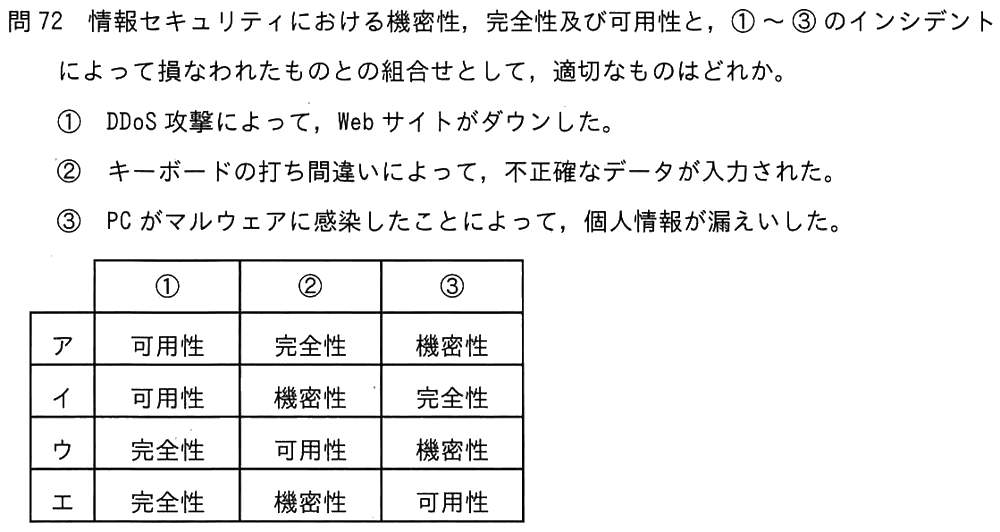 問72 情報セキュリティにおける機密性，完全性及び可用性と，①～③のインシデント
によって損なわれたものとの組合せとして，適切なものはどれか。
① DDoS攻撃によって，Webサイトがダウンした。
② キーボードの打ち間違いによって，不正確なデータが入力された。
③ PCがマルウェアに感染したことによって，個人情報が漏えいした。
① ② ③
ア 可用性 完全性 機密性
イ 可用性 機密性 完全性
ウ 完全性 可用性 機密性
エ 完全性 機密性 可用性